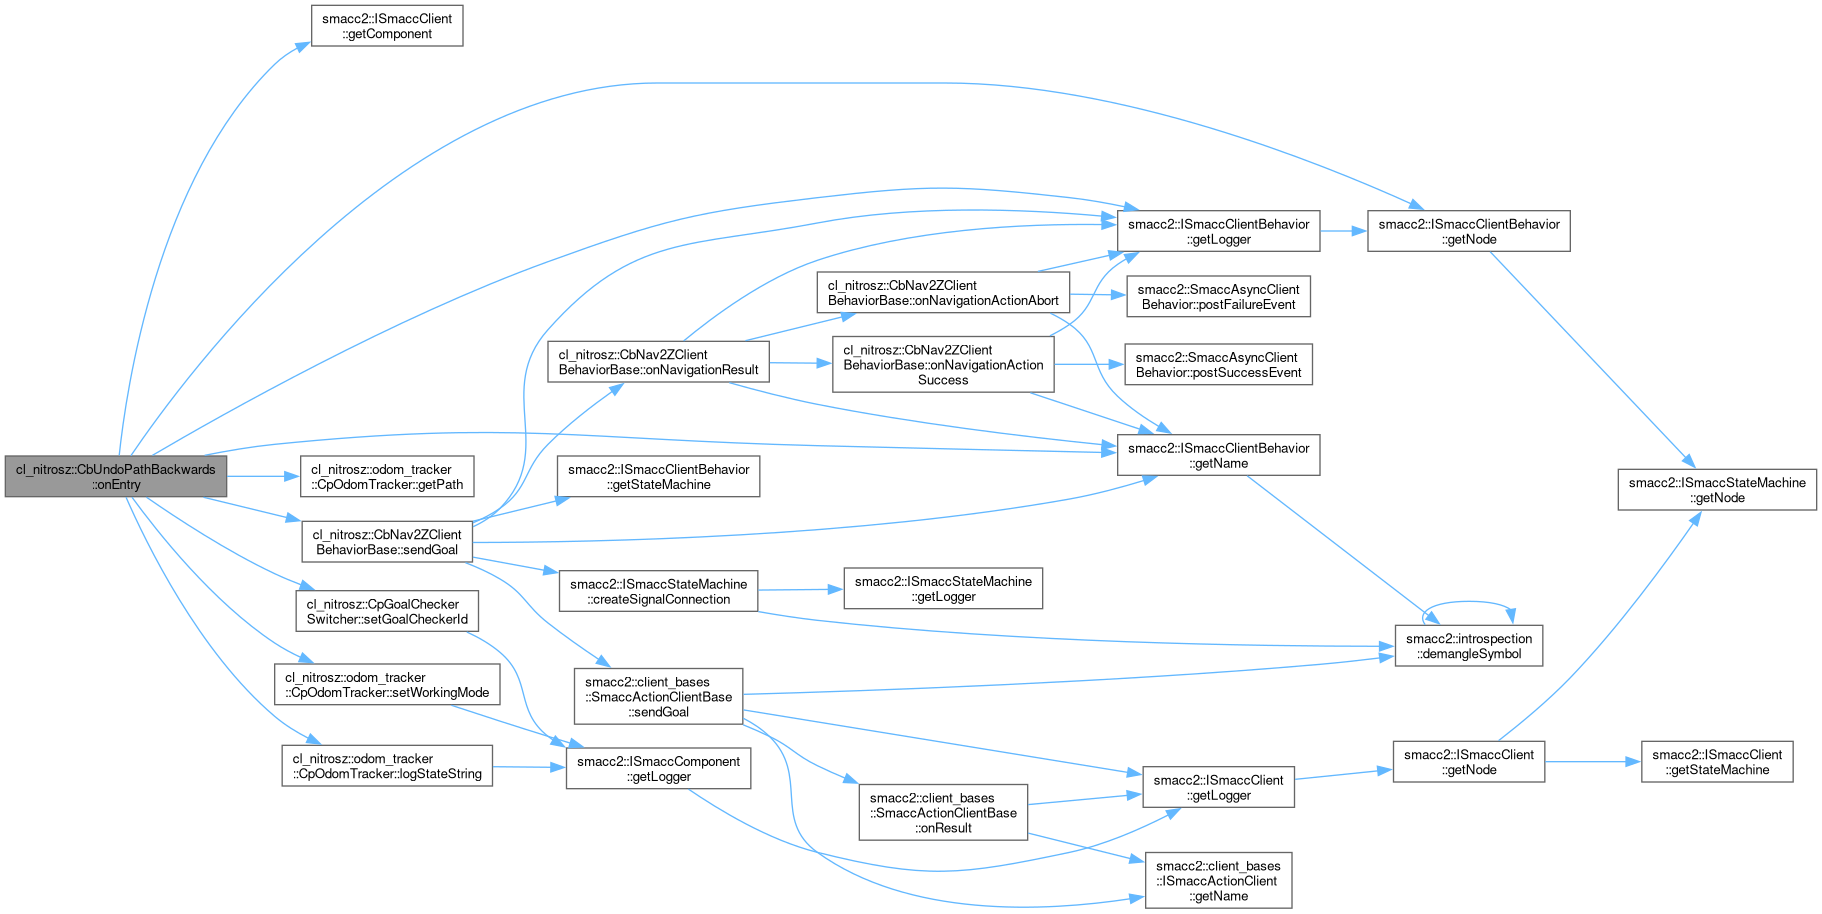 smacc2::ISmaccClient
::getComponent
smacc2::ISmaccClientBehavior
::getLogger
smacc2::ISmaccClientBehavior
::getNode
cl_nitrosz::CbNav2ZClient
BehaviorBase::onNavigationActionAbort
smacc2::SmaccAsyncClient
Behavior::postFailureEvent
cl_nitrosz::CbNav2ZClient
BehaviorBase::onNavigationResult
cl_nitrosz::CbNav2ZClient
BehaviorBase::onNavigationAction
Success
smacc2::SmaccAsyncClient
Behavior::postSuccessEvent
smacc2::ISmaccClientBehavior
::getName
cl_nitrosz::CbUndoPathBackwards
::onEntry
cl_nitrosz::odom_tracker
::CpOdomTracker::getPath
smacc2::ISmaccClientBehavior
::getStateMachine
smacc2::ISmaccStateMachine
::getNode
cl_nitrosz::CbNav2ZClient
BehaviorBase::sendGoal
smacc2::ISmaccStateMachine
::createSignalConnection
smacc2::ISmaccStateMachine
::getLogger
cl_nitrosz::CpGoalChecker
Switcher::setGoalCheckerId
smacc2::introspection
::demangleSymbol
cl_nitrosz::odom_tracker
::CpOdomTracker::setWorkingMode
smacc2::client_bases
::SmaccActionClientBase
::sendGoal
cl_nitrosz::odom_tracker
::CpOdomTracker::logStateString
smacc2::ISmaccComponent
::getLogger
smacc2::client_bases
::SmaccActionClientBase
::onResult
smacc2::ISmaccClient
::getLogger
smacc2::ISmaccClient
::getNode
smacc2::ISmaccClient
::getStateMachine
smacc2::client_bases
::ISmaccActionClient
::getName